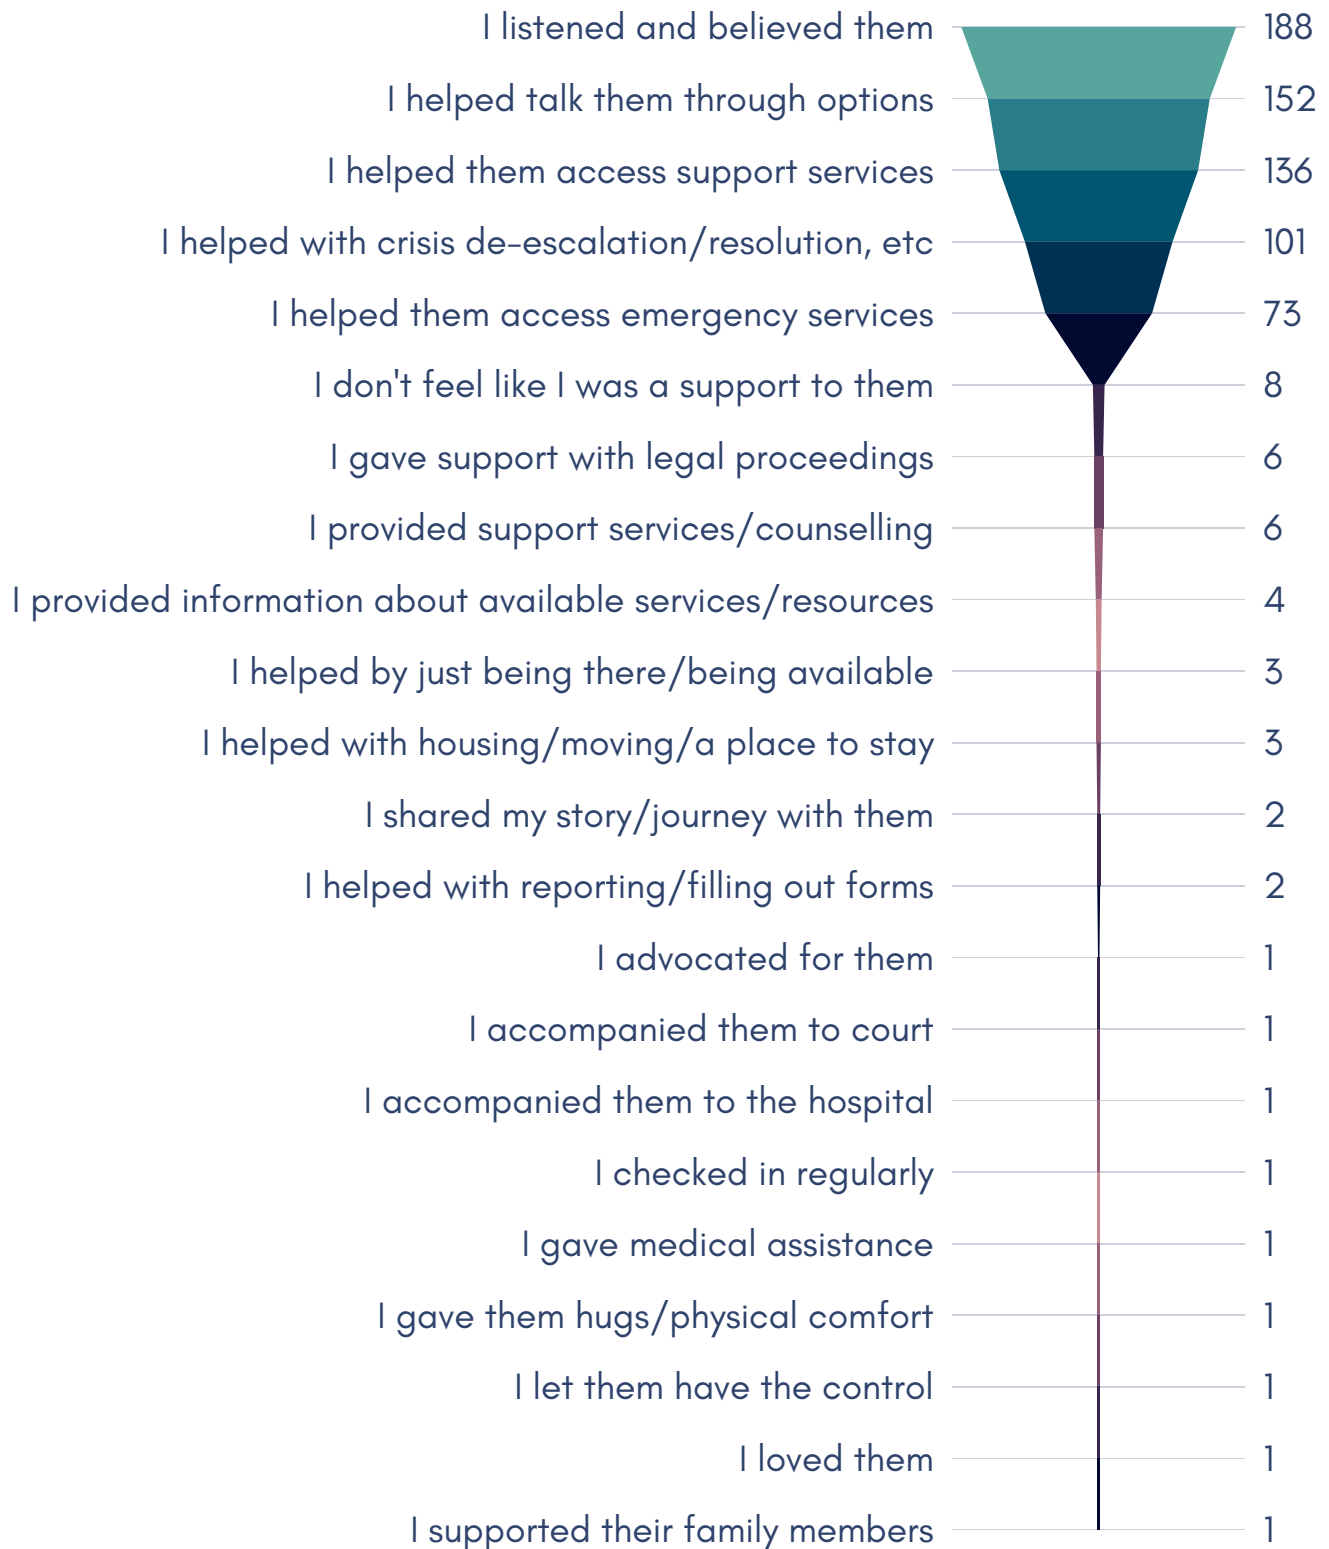 I listened and believed them 188
I helped talk them through options 152
I helped them access support services 136
I helped with crisis de-escalation/resolution, etc 101
I helped them access emergency services 73
I don't feel like I was a support to them 8
I gave support with legal proceedings 6
I provided support services/counselling 6
I provided information about available services/resources 4
I helped by just being there/being available 3
I helped with housing/moving/a place to stay 3
I shared my story/journey with them 2
I helped with reporting/filling out forms 2
I advocated for them 1
I accompanied them to court 1
I accompanied them to the hospital 1
I checked in regularly 1
I gave medical assistance 1
I gave them hugs/physical comfort 1
I let them have the control 1
I loved them 1
I supported their family members 1